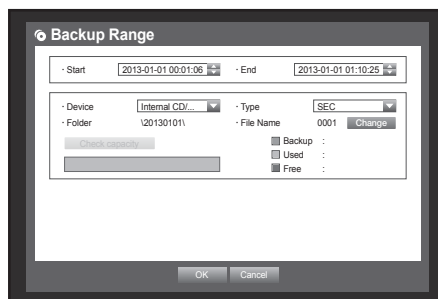 Backup Range
· Start 2013-01-01 00:01:06 · End 2013-01-01 01:10:25
· Device Internal CD/... · Type SEC
· Folder \20130101\ · File Name 0001 Change
Check capacity
Backup :
Used :
Free :
OK Cancel